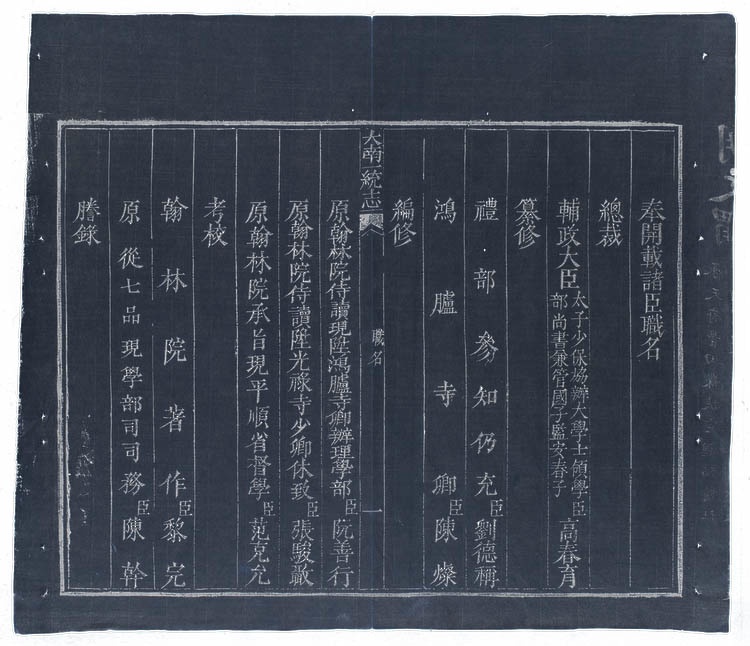 奉開載諸臣職名
總裁
輔政大臣太子少保協辦大學士領學
部尚書兼管國子監安春子臣高春育
纂修
禮部參知仍充臣劉德稱
鴻臚寺卿臣陳燦
編修
大南一統志
職名
一
原翰林院侍讀現陞鴻臚寺卿辦理學部臣阮善行
原翰林院侍讀陞光祿寺少卿休致臣張駿
原翰林院承旨現平順省督學臣范克允
考校
翰林院著作臣黎完
原從七品現學部司司務臣陳幹
謄錄